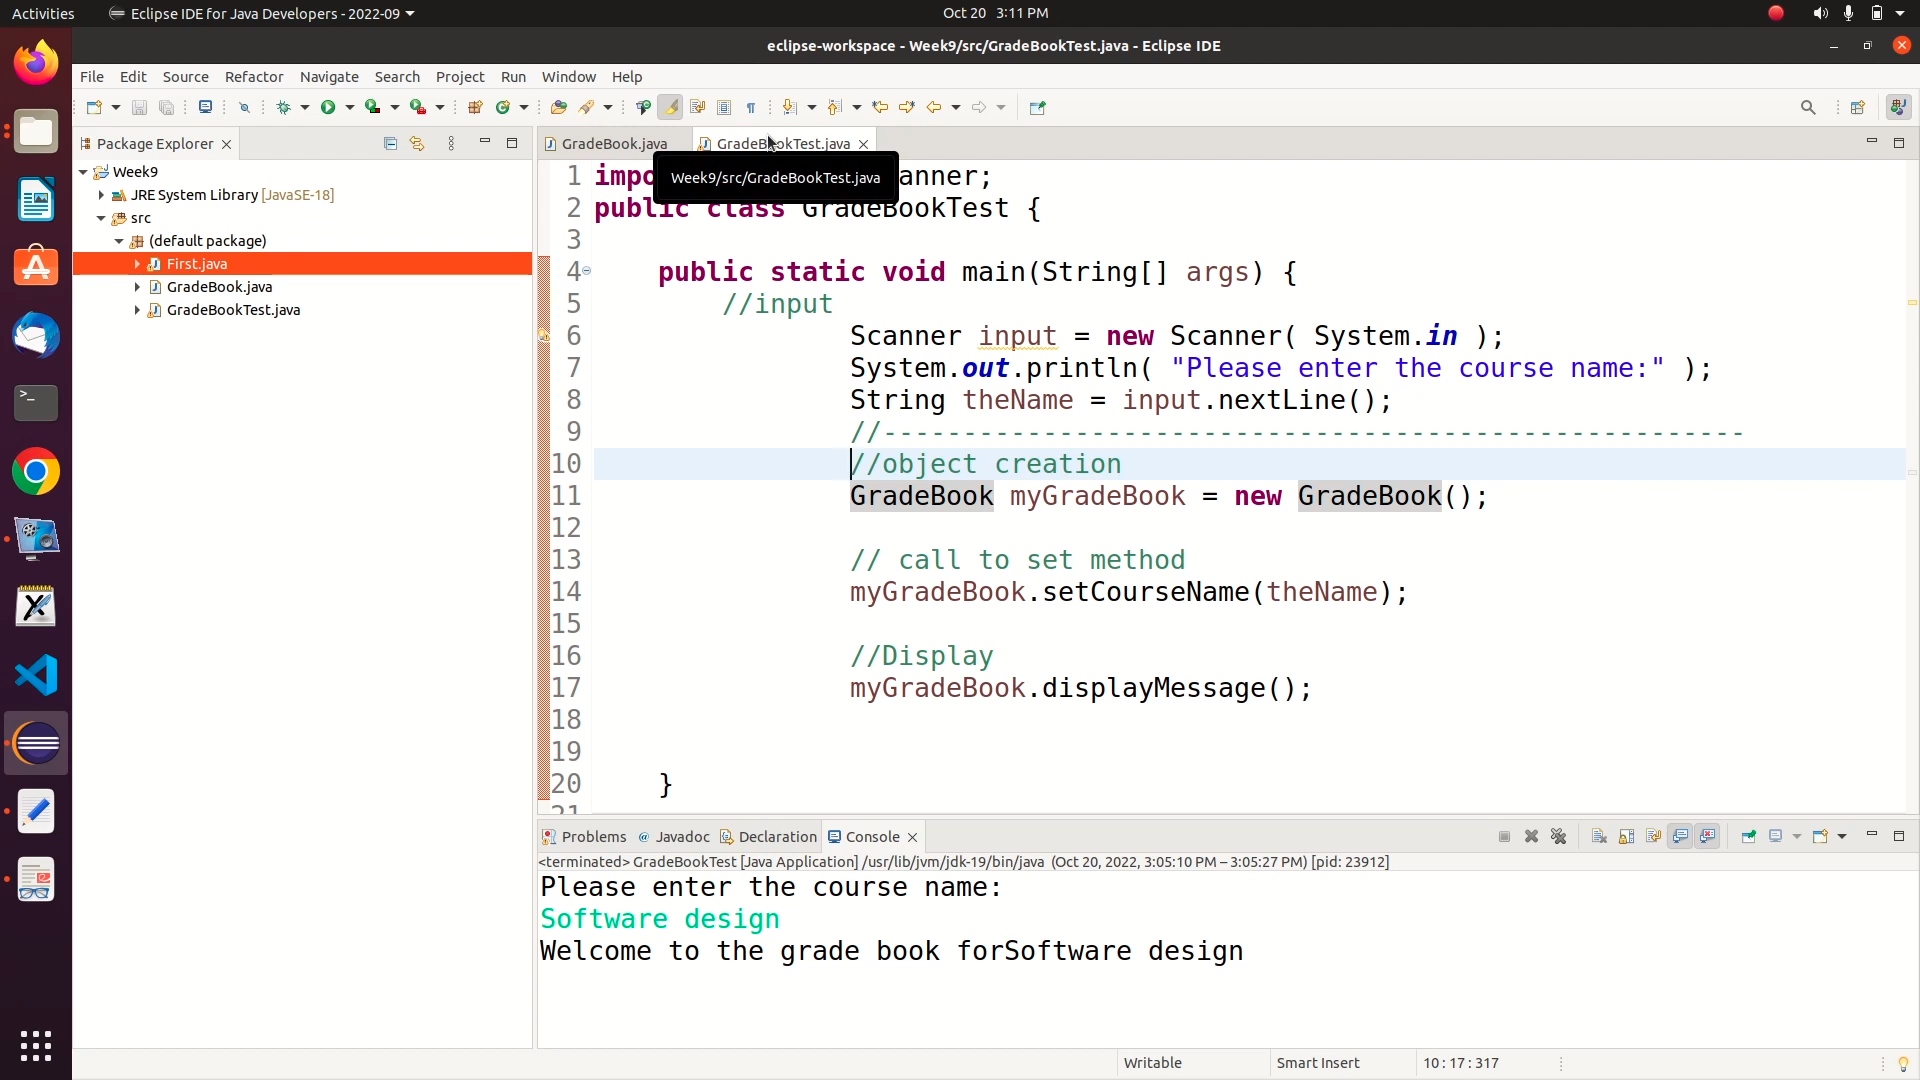 Activities Eclipse IDE for Java Developers - 2022-09 Oct 20 3:11 PM
eclipse-workspace - Week9/src/GradeBookTest.java - Eclipse IDE
File Edit Source Refactor Navigate Search Project Run Window Help
Package Explorer GradeBook.java GradeBookTest.java
Week9/src/GradeBookTest.java
Week9
JRE System Library [JavaSE-18]
src
(default package)
First.java
GradeBook.java
GradeBookTest.java
1 impo anner;
2 public class GradeBookTest {
3
4 public static void main(String[] args) {
5 //input
6 Scanner input = new Scanner( System.in );
7 System.out.println( "Please enter the course name:" );
8 String theName = input.nextLine();
9 //------------------------------------------------------
10 //object creation
11 GradeBook myGradeBook = new GradeBook();
12
13 // call to set method
14 myGradeBook.setCourseName(theName);
15
16 //Display
17 myGradeBook.displayMessage();
18
19
20 }
21
Problems Javadoc Declaration Console
<terminated> GradeBookTest [Java Application] /usr/lib/jvm/jdk-19/bin/java (Oct 20, 2022, 3:05:10 PM – 3:05:27 PM) [pid: 23912]
Please enter the course name:
Software design
Welcome to the grade book forSoftware design
Writable Smart Insert 10 : 17 : 317